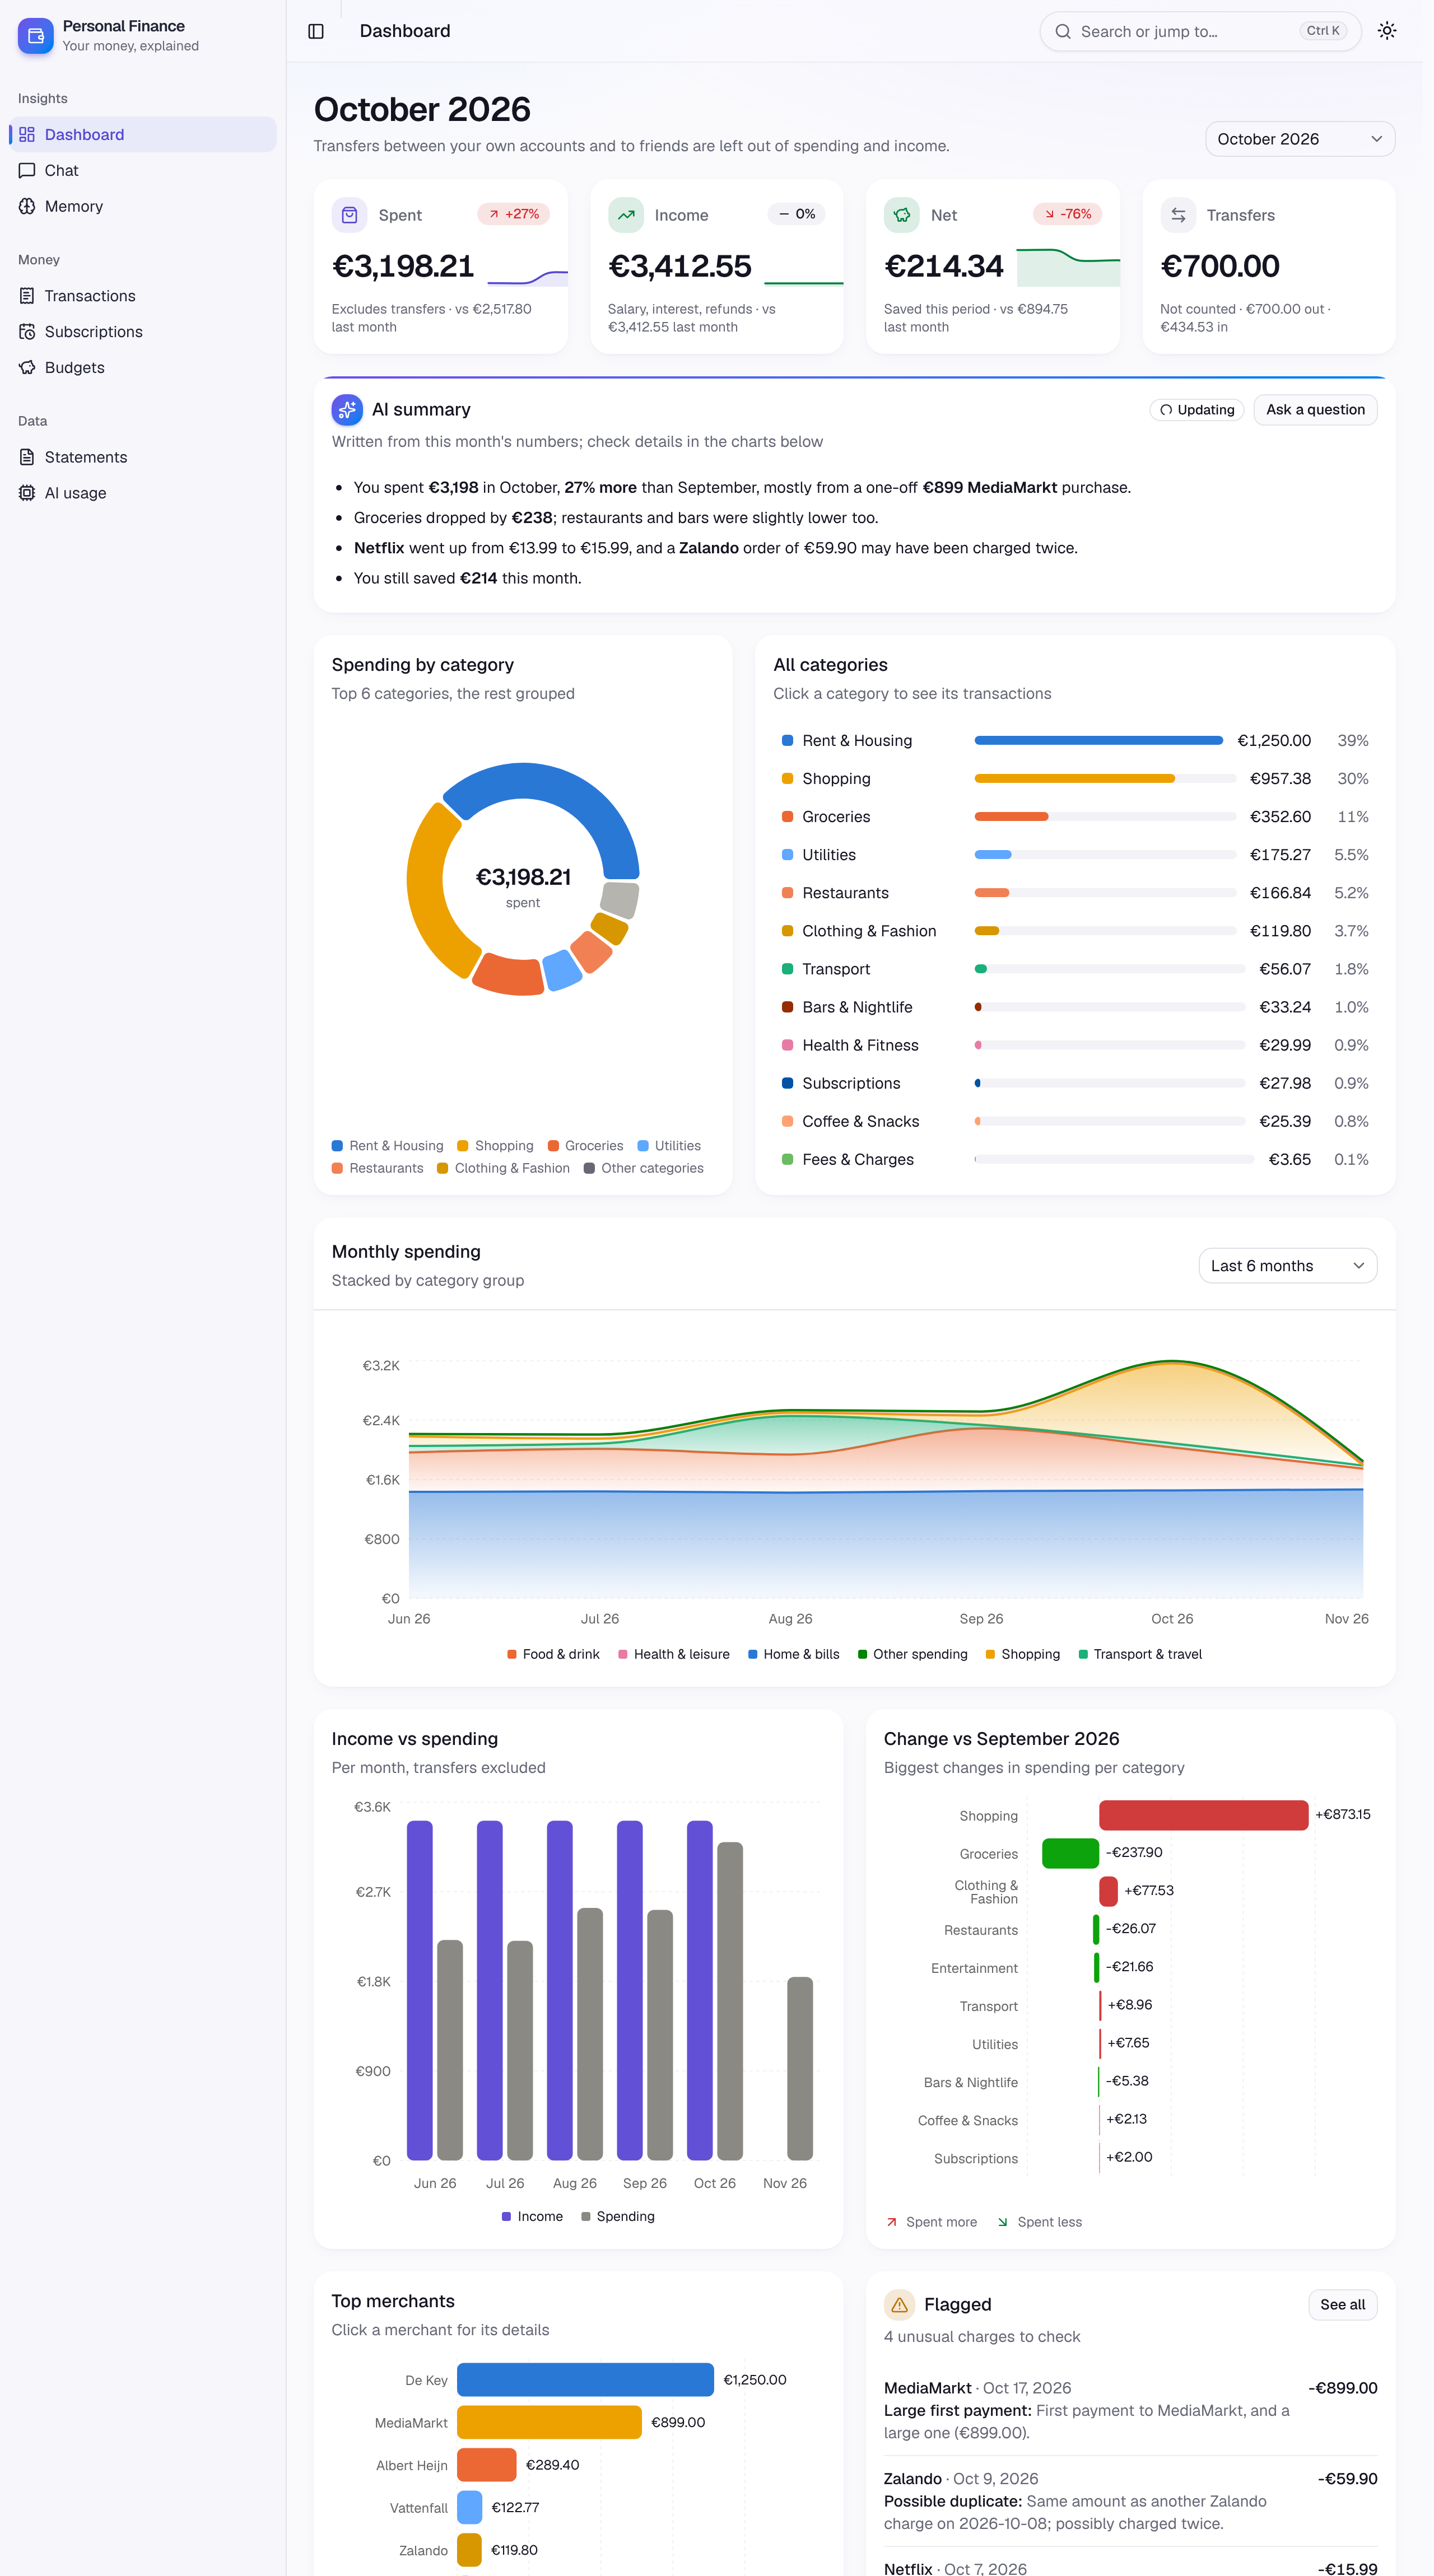 Personal Finance
Your money, explained
Insights
Dashboard
Chat
Memory
Money
Transactions
Subscriptions
Budgets
Data
Statements
AI usage
Dashboard
Search or jump to...
Ctrl K
October 2026
Transfers between your own accounts and to friends are left out of spending and income.
October 2026
Spent
+27%
€3,198.21
Excludes transfers · vs €2,517.80
last month
Income
0%
€3,412.55
Salary, interest, refunds · vs
€3,412.55 last month
Net
-76%
€214.34
Saved this period · vs €894.75
last month
Transfers
€700.00
Not counted · €700.00 out ·
€434.53 in
AI summary
Updating
Ask a question
Written from this month's numbers; check details in the charts below
You spent €3,198 in October, 27% more than September, mostly from a one-off €899 MediaMarkt purchase.
Groceries dropped by €238; restaurants and bars were slightly lower too.
Netflix went up from €13.99 to €15.99, and a Zalando order of €59.90 may have been charged twice.
You still saved €214 this month.
Spending by category
Top 6 categories, the rest grouped
€3,198.21
spent
Rent & Housing
Shopping
Groceries
Utilities
Restaurants
Clothing & Fashion
Other categories
All categories
Click a category to see its transactions
Rent & Housing €1,250.00 39%
Shopping €957.38 30%
Groceries €352.60 11%
Utilities €175.27 5.5%
Restaurants €166.84 5.2%
Clothing & Fashion €119.80 3.7%
Transport €56.07 1.8%
Bars & Nightlife €33.24 1.0%
Health & Fitness €29.99 0.9%
Subscriptions €27.98 0.9%
Coffee & Snacks €25.39 0.8%
Fees & Charges €3.65 0.1%
Monthly spending
Stacked by category group
Last 6 months
€3.2K
€2.4K
€1.6K
€800
€0
Jun 26 Jul 26 Aug 26 Sep 26 Oct 26 Nov 26
Food & drink Health & leisure Home & bills Other spending Shopping Transport & travel
Income vs spending
Per month, transfers excluded
€3.6K
€2.7K
€1.8K
€900
€0
Jun 26 Jul 26 Aug 26 Sep 26 Oct 26 Nov 26
Income Spending
Change vs September 2026
Biggest changes in spending per category
Shopping +€873.15
Groceries -€237.90
Clothing &
Fashion +€77.53
Restaurants -€26.07
Entertainment -€21.66
Transport +€8.96
Utilities +€7.65
Bars & Nightlife -€5.38
Coffee & Snacks +€2.13
Subscriptions +€2.00
Spent more Spent less
Top merchants
Click a merchant for its details
De Key €1,250.00
MediaMarkt €899.00
Albert Heijn €289.40
Vattenfall €122.77
Zalando €119.80
Flagged
See all
4 unusual charges to check
MediaMarkt · Oct 17, 2026 -€899.00
Large first payment: First payment to MediaMarkt, and a
large one (€899.00).
Zalando · Oct 9, 2026 -€59.90
Possible duplicate: Same amount as another Zalando
charge on 2026-10-08; possibly charged twice.
Netflix · Oct 7, 2026 -€15.99